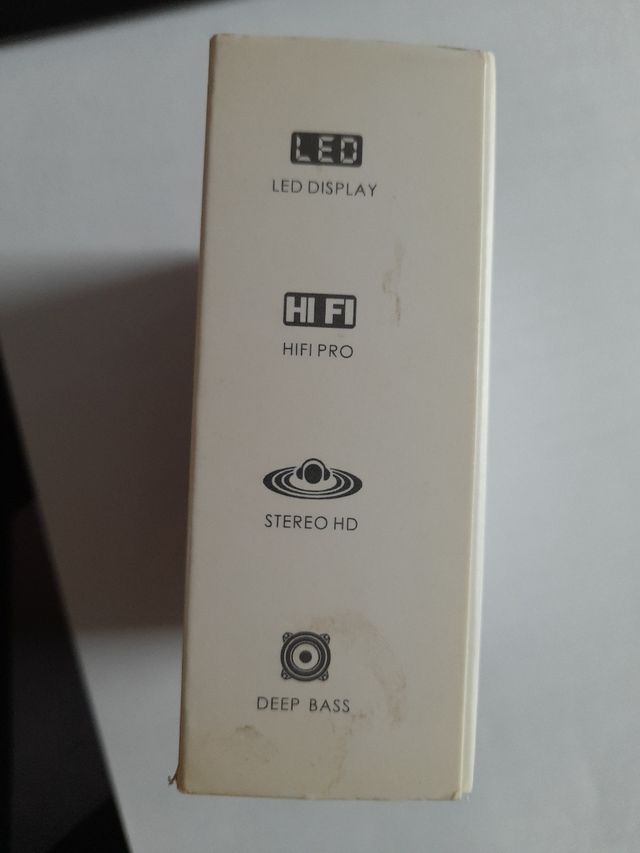 LED
LED DISPLAY
HI FI
HIFI PRO
STEREO HD
DEEP BASS